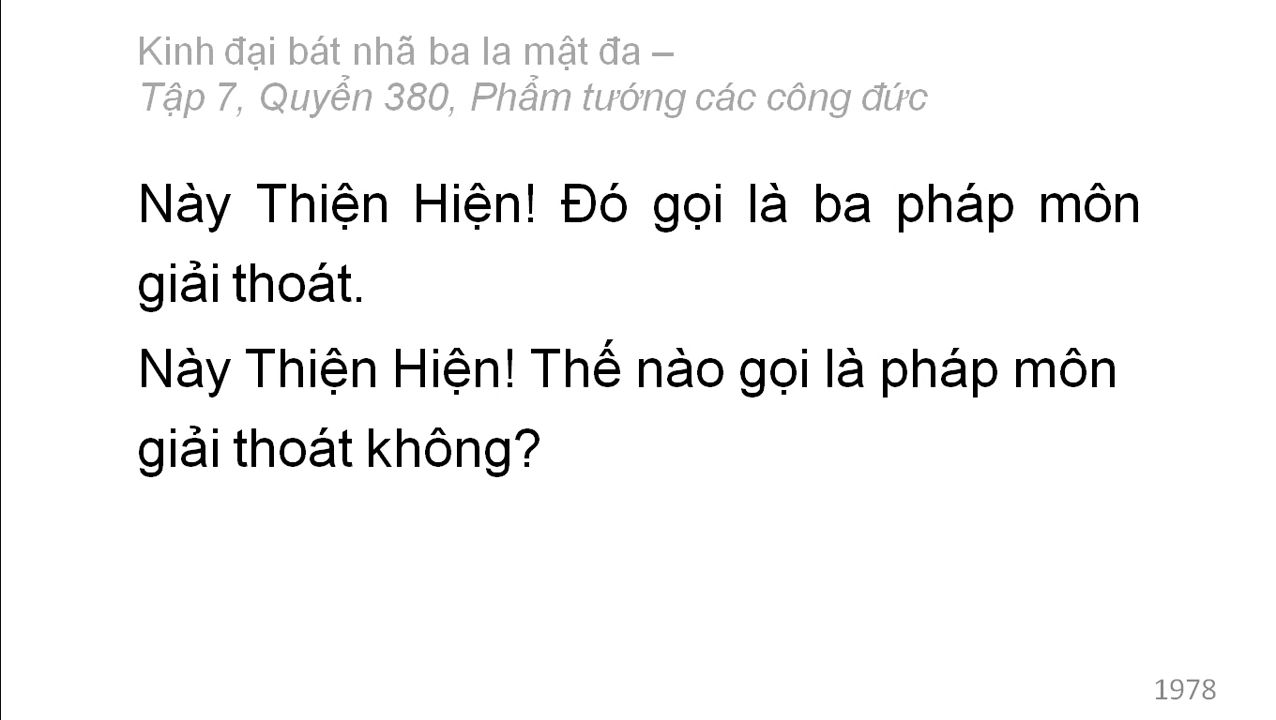 Kinh đại bát nhã ba la mật đa –
Tập 7, Quyển 380, Phẩm tướng các công đức
Này Thiện Hiện! Đó gọi là ba pháp môn
giải thoát.
Này Thiện Hiện! Thế nào gọi là pháp môn
giải thoát không?
1978